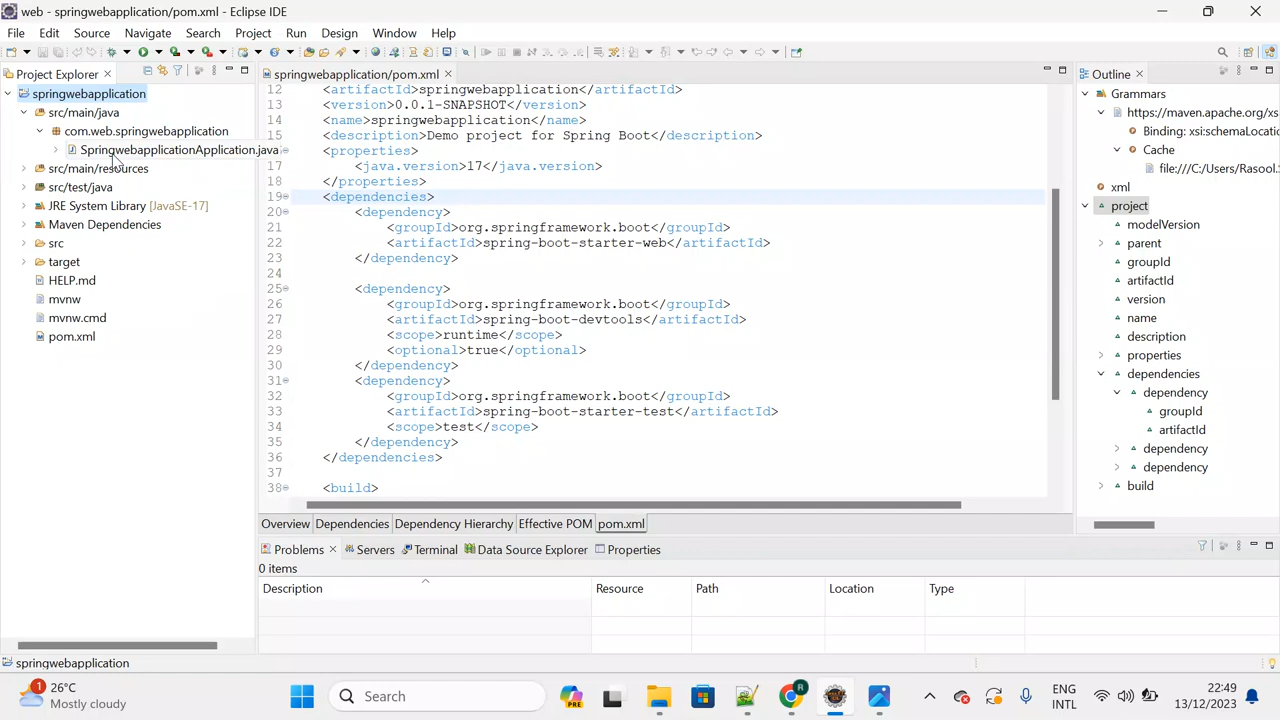 web - springwebapplication/pom.xml - Eclipse IDE
File Edit Source Navigate Search Project Run Design Window Help
Project Explorer
springwebapplication
src/main/java
com.web.springwebapplication
SpringwebapplicationApplication.java
src/main/resources
src/test/java
JRE System Library [JavaSE-17]
Maven Dependencies
src
target
HELP.md
mvnw
mvnw.cmd
pom.xml
springwebapplication/pom.xml
12 <artifactId>springwebapplication</artifactId>
13 <version>0.0.1-SNAPSHOT</version>
14 <name>springwebapplication</name>
15 <description>Demo project for Spring Boot</description>
<properties>
17 <java.version>17</java.version>
18 </properties>
19 <dependencies>
20 <dependency>
21 <groupId>org.springframework.boot</groupId>
22 <artifactId>spring-boot-starter-web</artifactId>
23 </dependency>
24
25 <dependency>
26 <groupId>org.springframework.boot</groupId>
27 <artifactId>spring-boot-devtools</artifactId>
28 <scope>runtime</scope>
29 <optional>true</optional>
30 </dependency>
31 <dependency>
32 <groupId>org.springframework.boot</groupId>
33 <artifactId>spring-boot-starter-test</artifactId>
34 <scope>test</scope>
35 </dependency>
36 </dependencies>
37
38 <build>
Overview Dependencies Dependency Hierarchy Effective POM pom.xml
Outline
Grammars
https://maven.apache.org/xs
Binding: xsi:schemaLocati
Cache
file:///C:/Users/Rasool.
xml
project
modelVersion
parent
groupId
artifactId
version
name
description
properties
dependencies
dependency
groupId
artifactId
dependency
dependency
build
Problems Servers Terminal Data Source Explorer Properties
0 items
Description Resource Path Location Type
springwebapplication
1
26°C
Mostly cloudy
Search
PRE
R
ENG
INTL
22:49
13/12/2023